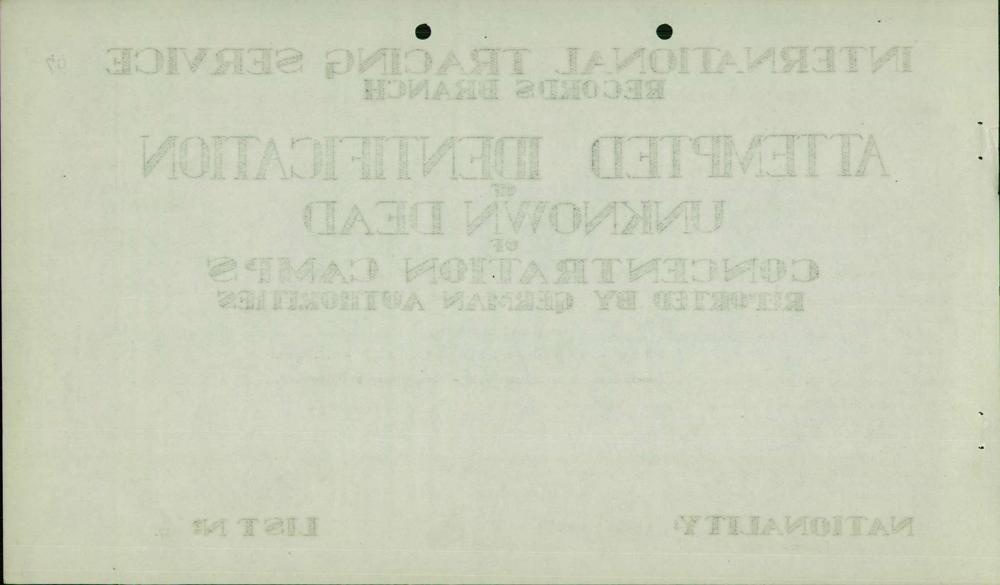 INTERNATIONAL TRACING SERVICE
RECORDS BRANCH
ATTEMPTED IDENTIFICATION
OF
UNKNOWN DEAD
OF
CONCENTRATION CAMPS
REPORTED BY GERMAN AUTHORITIES
NATIONALITY:
LIST Nº